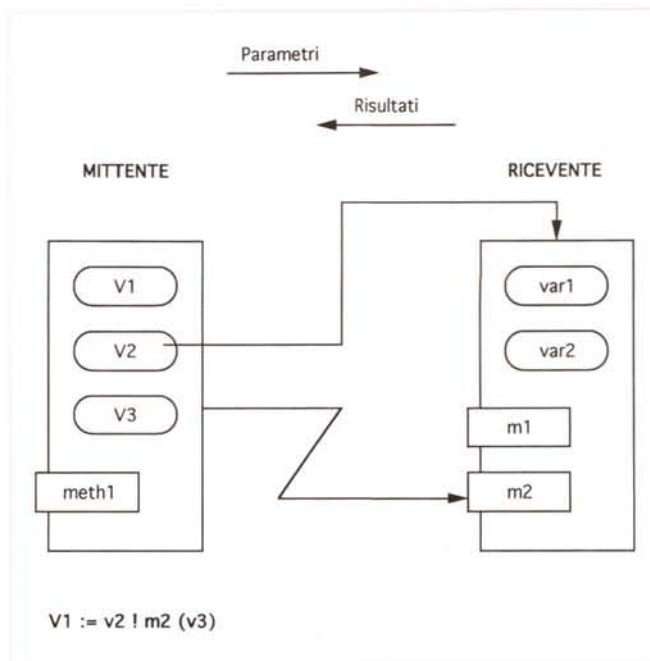 Parametri
Risultati
MITTENTE
RICEVENTE
V1
V2
V3
meth1
var1
var2
m1
m2
V1 := v2 ! m2 (v3)